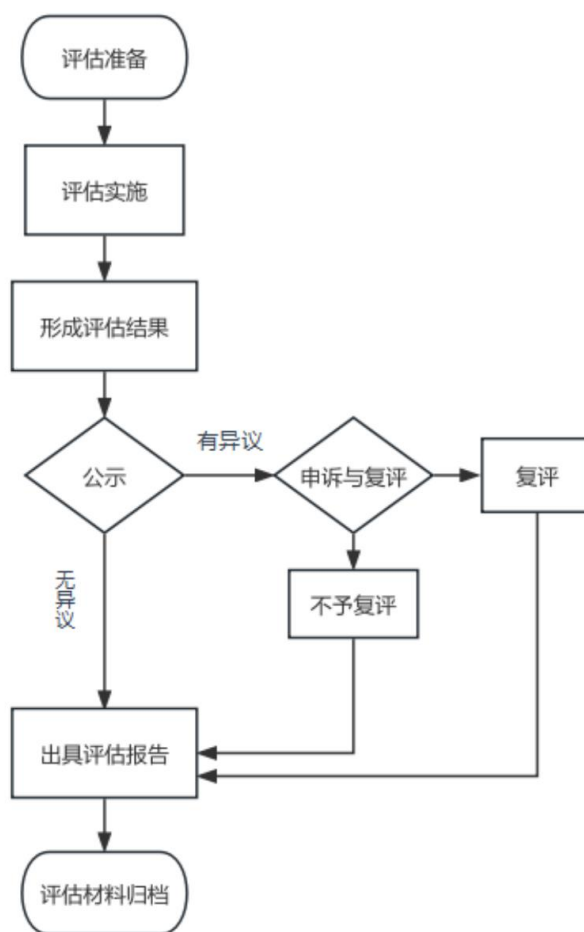 评估准备
评估实施
形成评估结果
公示
有异议
申诉与复评
复评
无异议
不予复评
出具评估报告
评估材料归档